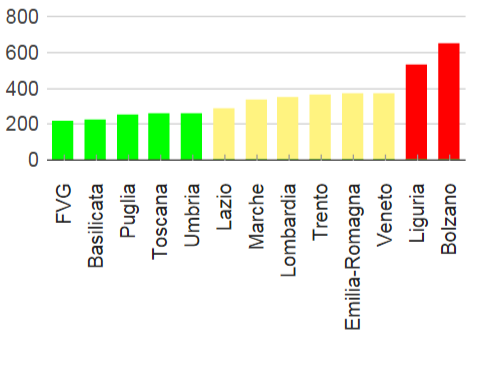 800
600
400
200
0
FVG
Basilicata
Puglia
Toscana
Umbria
Lazio
Marche
Lombardia
Trento
Emilia-Romagna
Veneto
Liguria
Bolzano